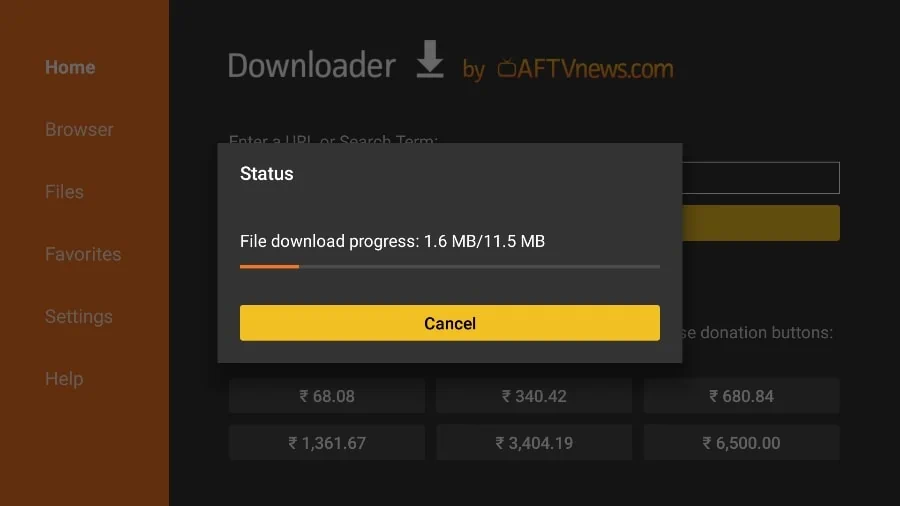 Home
Browser
Files
Favorites
Settings
Help
Downloader by AFTVnews.com
Enter a URL or Search Term:
Status
File download progress: 1.6 MB/11.5 MB
Cancel
donation buttons:
₹ 68.08
₹ 340.42
₹ 680.84
₹ 1,361.67
₹ 3,404.19
₹ 6,500.00